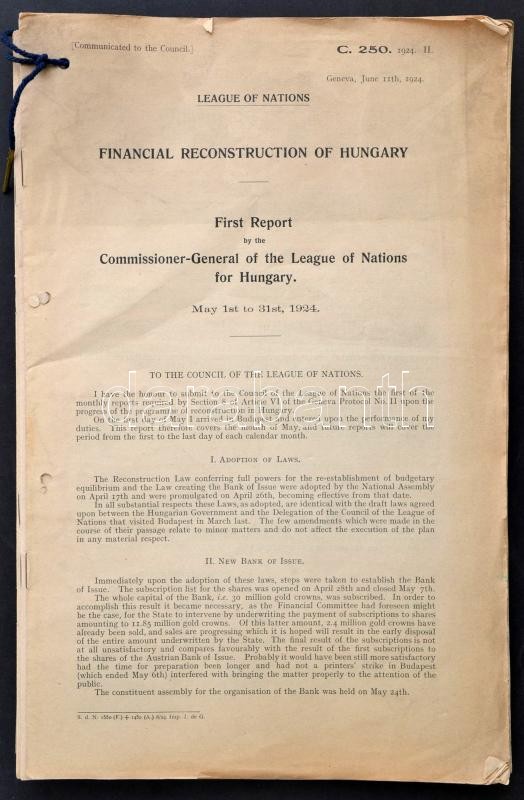 [Communicated to the Council.]
C. 250. 1924. II.
Geneva, June 11th, 1924.
LEAGUE OF NATIONS
FINANCIAL RECONSTRUCTION OF HUNGARY
First Report
by the
Commissioner-General of the League of Nations
for Hungary.
May 1st to 31st, 1924.
TO THE COUNCIL OF THE LEAGUE OF NATIONS.
I have the honour to submit to the Council of the League of Nations the first of the
monthly reports required by Section 8 of Article VI of the Geneva Protocol No. II upon the
progress of the programme of reconstruction in Hungary.
On the 1st day of May I arrived in Budapest and entered upon the performance of my
duties. This report therefore covers the month of May, and future reports will cover the
period from the first to the last day of each calendar month.
darabanth
I. Adoption of Laws.
The Reconstruction Law conferring full powers for the re-establishment of budgetary
equilibrium and the Law creating the Bank of Issue were adopted by the National Assembly
on April 17th and were promulgated on April 26th, becoming effective from that date.
In all substantial respects these Laws, as adopted, are identical with the draft laws agreed
upon between the Hungarian Government and the Delegation of the Council of the League of
Nations that visited Budapest in March last. The few amendments which were made in the
course of their passage relate to minor matters and do not affect the execution of the plan
in any material respect.
II. New Bank of Issue.
Immediately upon the adoption of these laws, steps were taken to establish the Bank
of Issue. The subscription list for the shares was opened on April 28th and closed May 7th.
The whole capital of the Bank, i.e. 30 million gold crowns, was subscribed. In order to
accomplish this result it became necessary, as the Financial Committee had foreseen might
be the case, for the State to intervene by underwriting the payment of subscriptions to shares
amounting to 11.85 million gold crowns. Of this latter amount, 2.4 million gold crowns have
already been sold, and sales are progressing which it is hoped will result in the early disposal
of the entire amount underwritten by the State. The final result of the subscriptions is not
at all unsatisfactory and compares favourably with the result of the first subscriptions to
the shares of the Austrian Bank of Issue. Probably it would have been still more satisfactory
had the time for preparation been longer and had not a printers' strike in Budapest
(which ended May 6th) interfered with bringing the matter properly to the attention of the
public.
The constituent assembly for the organisation of the Bank was held on May 24th.
S. d. N. 1880 (F.) + 1480 (A.) 6/24 Imp. J. de G.